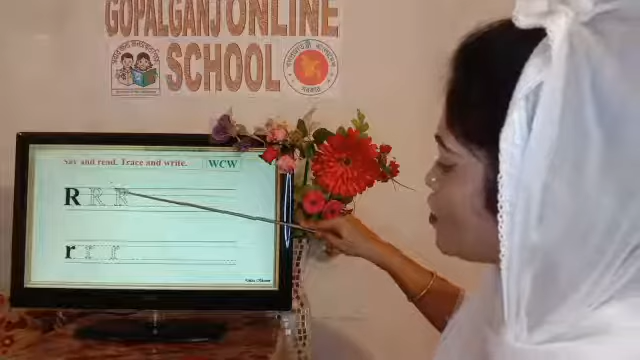 GOPALGANJ ONLINE
SCHOOL
Say and read. Trace and write.
WCW
R R R
r r r